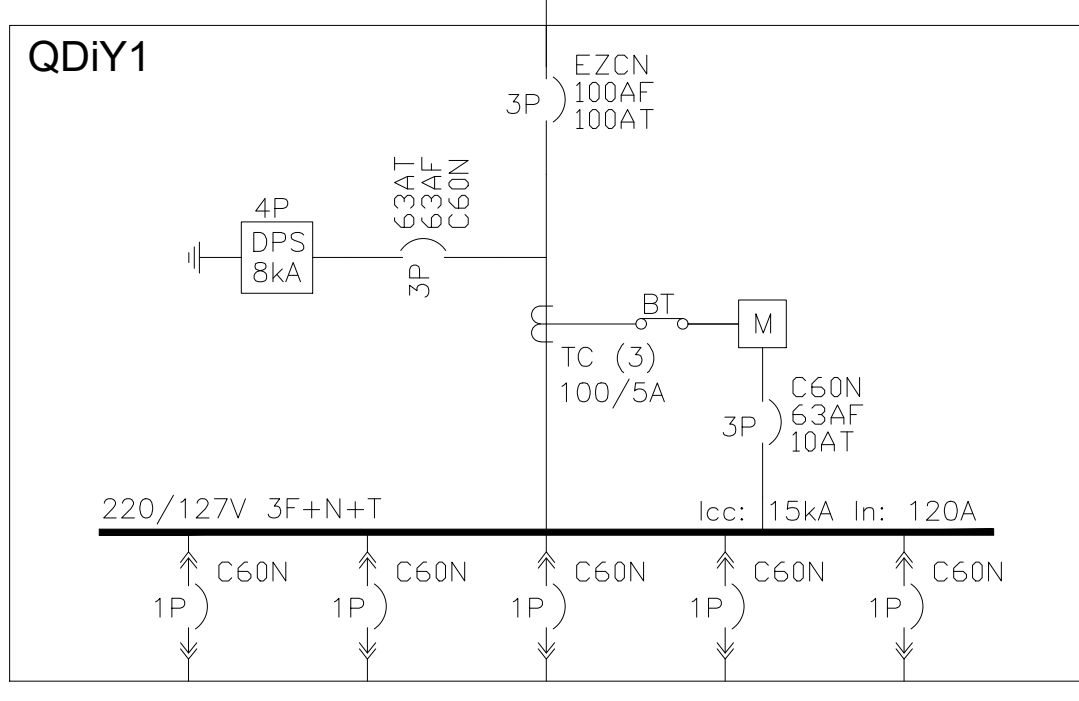 QDiY1
EZCN
100AF
100AT
3P
63AT
63AF
C60N
3P
4P
DPS
8kA
BT
M
TC (3)
100/5A
C60N
63AF
10AT
3P
220/127V 3F+N+T
Icc: 15kA In: 120A
C60N
1P
C60N
1P
C60N
1P
C60N
1P
C60N
1P